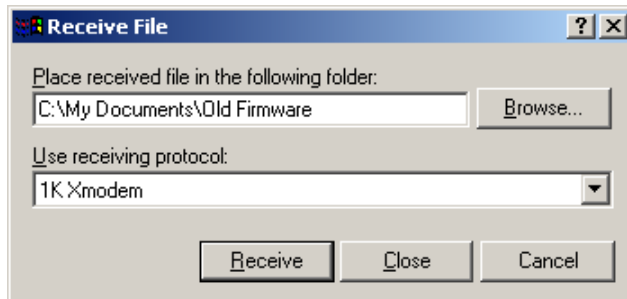 Receive File
Place received file in the following folder:
C:\My Documents\Old Firmware
Browse...
Use receiving protocol:
1K Xmodem
Receive
Close
Cancel